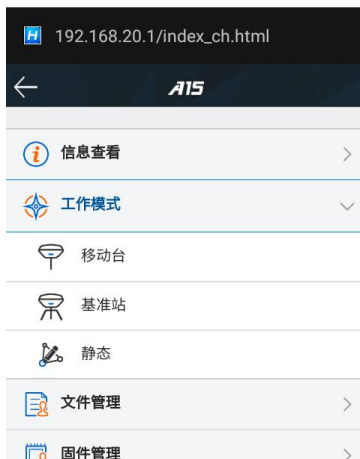 192.168.20.1/index_ch.html
A15
信息查看
工作模式
移动台
基准站
静态
文件管理
固件管理